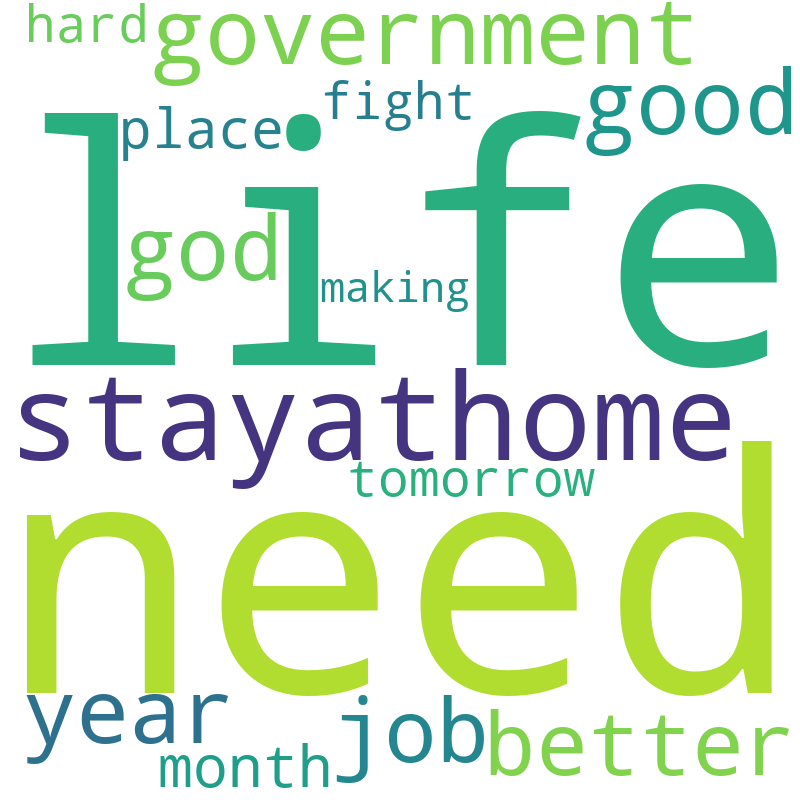 hard government
place fight good
life
god
making
stayathome
tomorrow
need
year job better
month